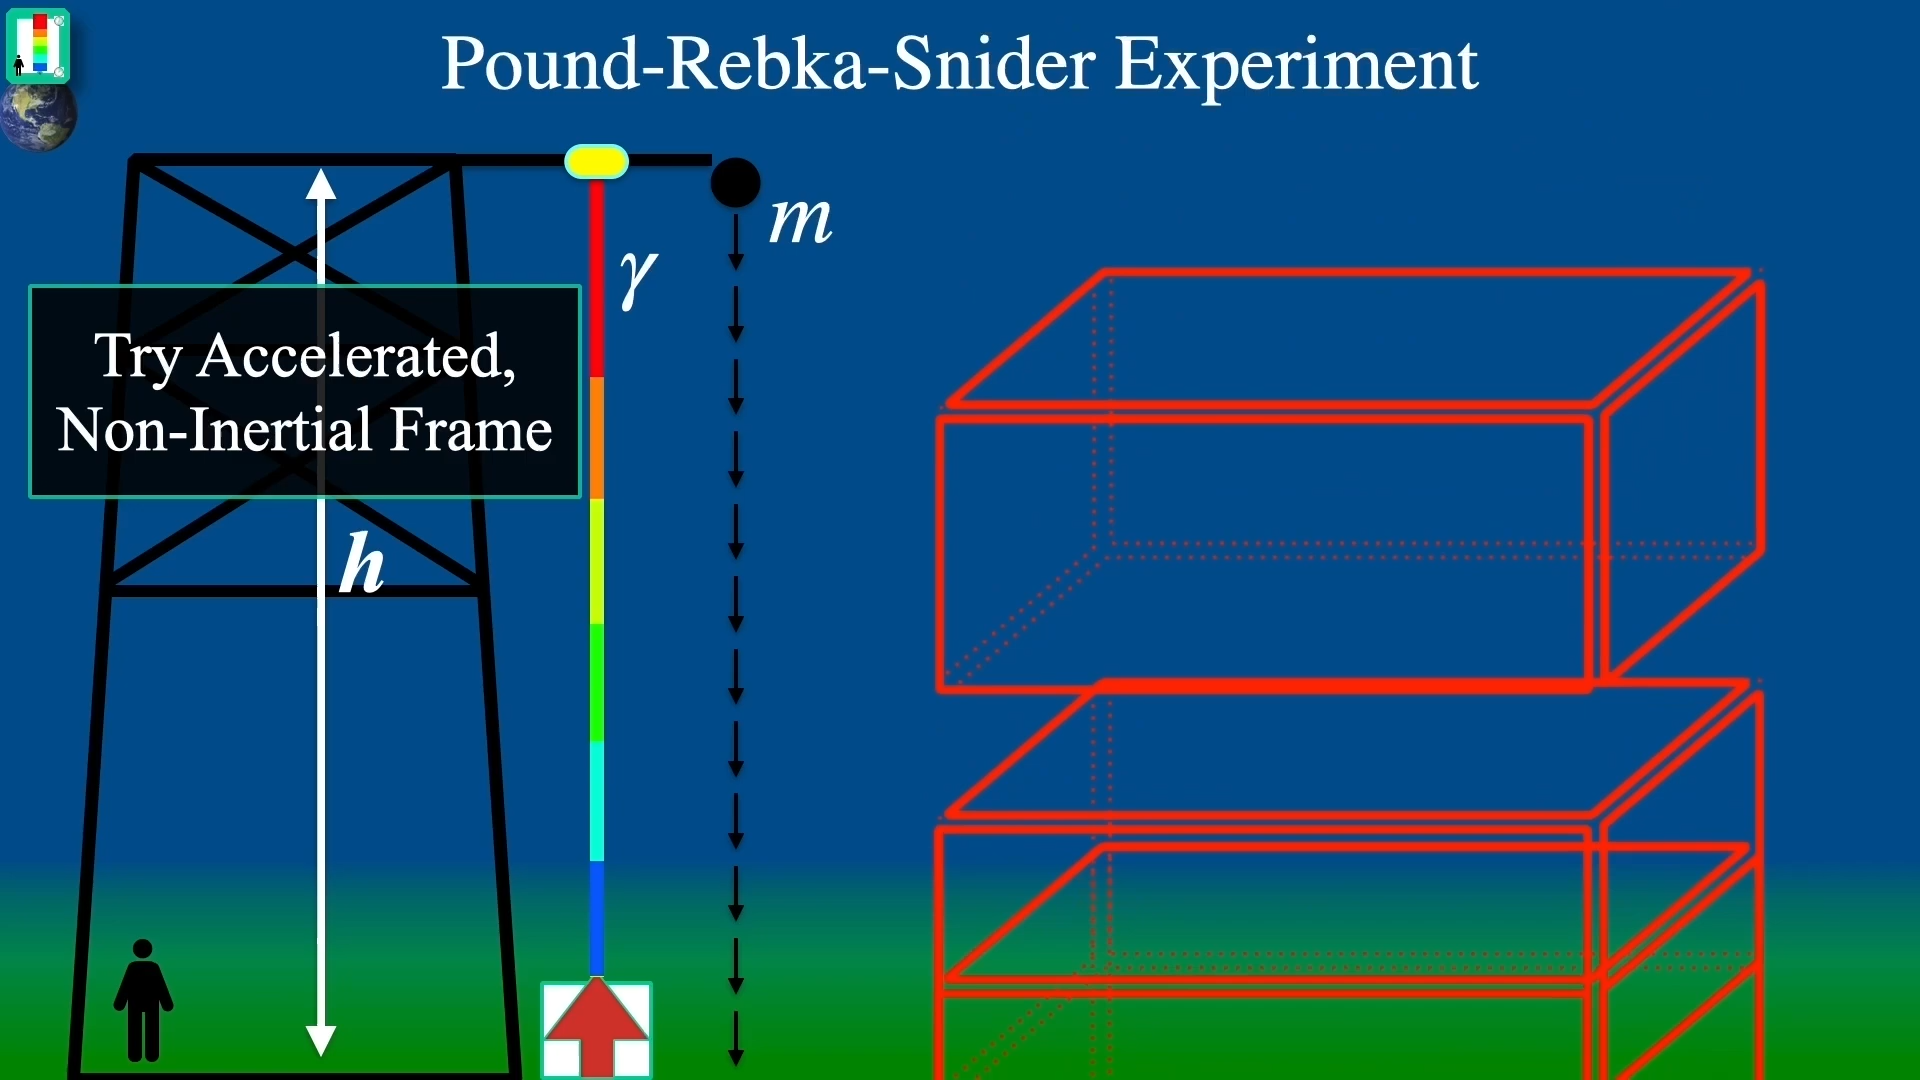 Pound-Rebka-Snider Experiment
m
γ
Try Accelerated,
Non-Inertial Frame
h